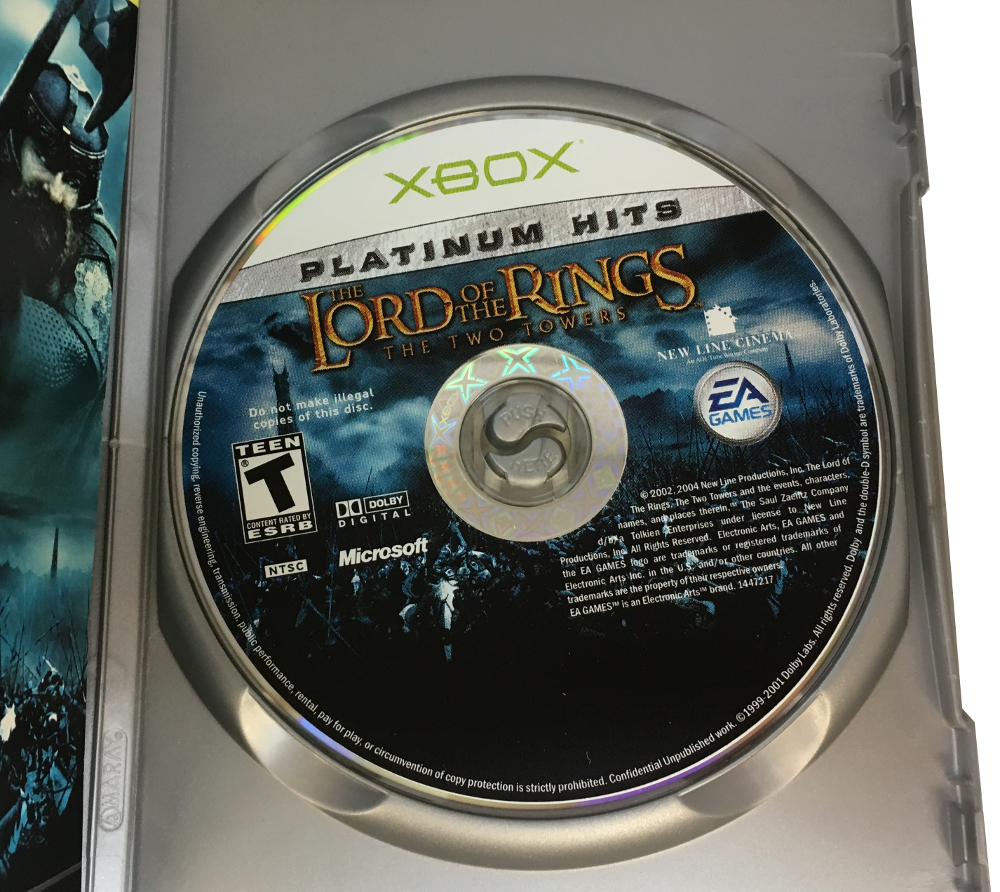 XBOX
PLATINUM HITS
THE
LORD OF THE RINGS™
THE TWO TOWERS
NEW LINE CINEMA
An AOL Time Warner Company
EA
GAMES
Do not make illegal
copies of this disc.
TEEN
T
CONTENT RATED BY
ESRB
DOLBY
DIGITAL
Microsoft
NTSC
PUSH
HERE
© 2002, 2004 New Line Productions, Inc. The Lord of
The Rings, The Two Towers and the events, characters,
names, and places therein,™ The Saul Zaentz Company
d/b/a Tolkien Enterprises under license to New Line
Productions, Inc. All Rights Reserved. Electronic Arts, EA GAMES and
the EA GAMES logo are trademarks or registered trademarks of
Electronic Arts Inc. in the U.S. and/or other countries. All other
trademarks are the property of their respective owners.
EA GAMES™ is an Electronic Arts™ brand. 1447217
Unauthorized copying, reverse engineering, transmission, public performance, rental, pay for play, or circumvention of copy protection is strictly prohibited. Confidential Unpublished work. ©1999-2001 Dolby Labs. All rights reserved. Dolby and the double-D symbol are trademarks of Dolby Laboratories.
AMARAY